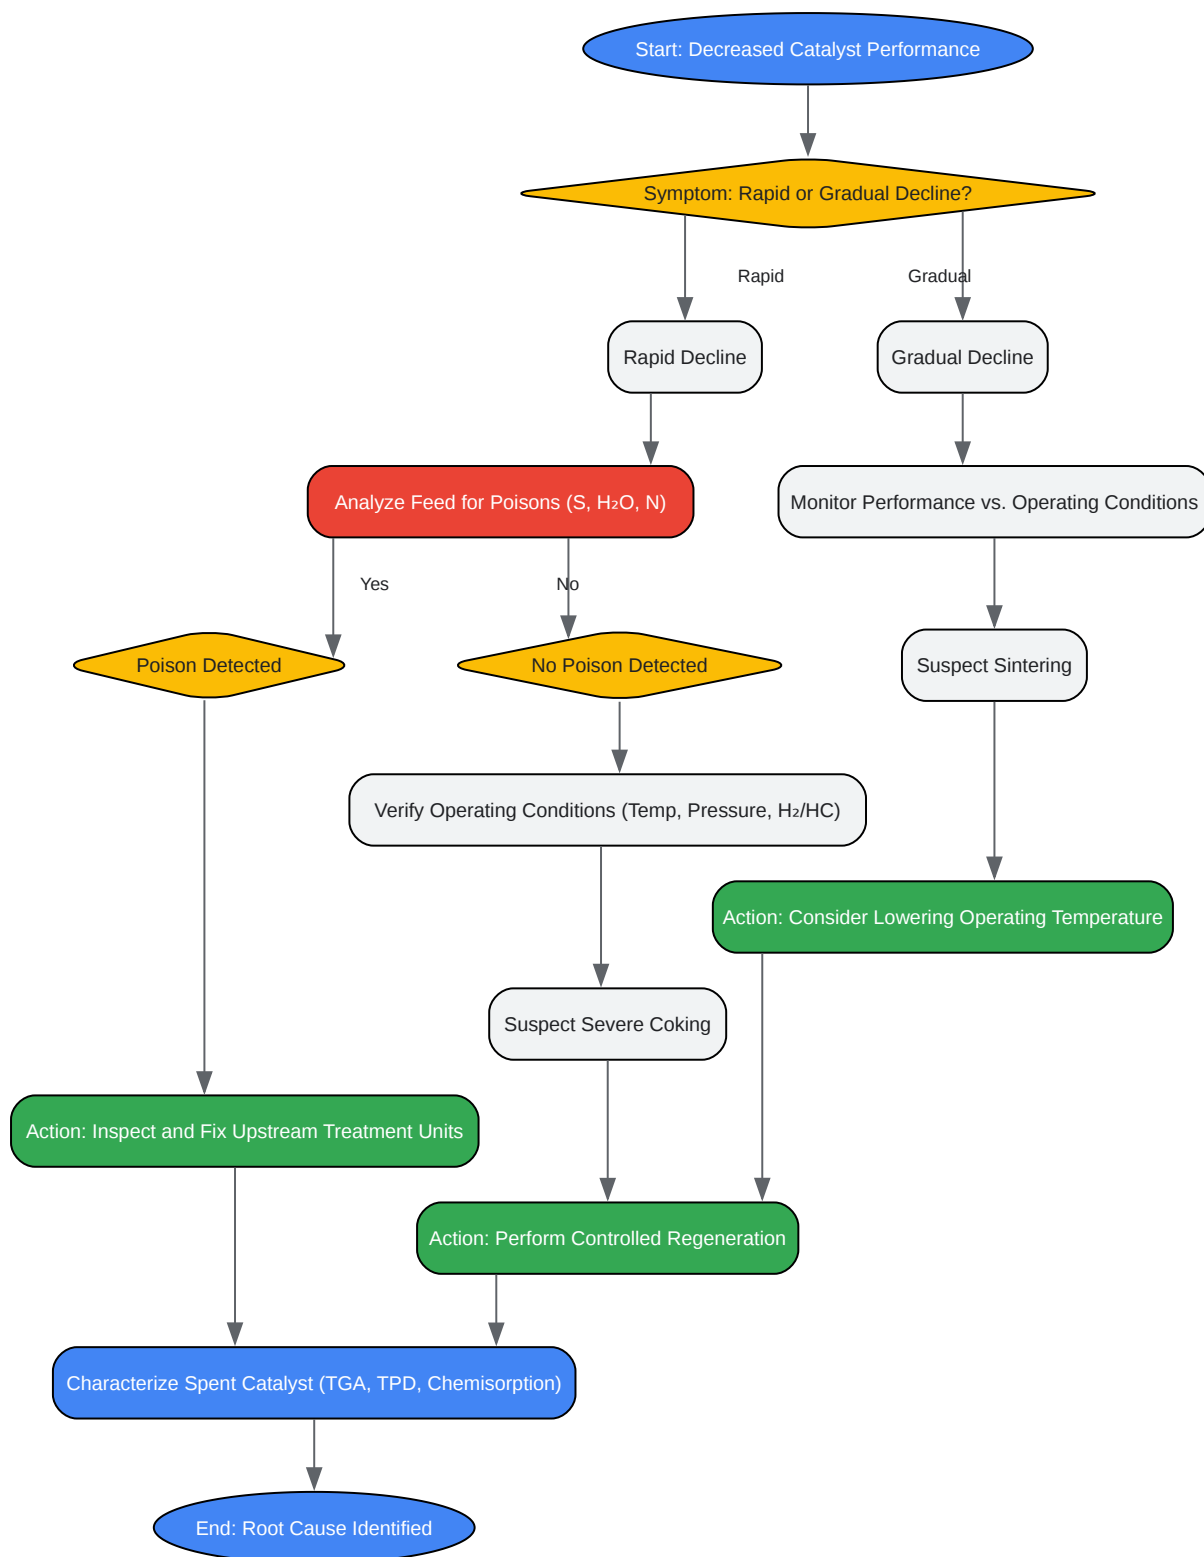 Start: Decreased Catalyst Performance
Symptom: Rapid or Gradual Decline?
Rapid
Gradual
Rapid Decline
Gradual Decline
Analyze Feed for Poisons (S, H₂O, N)
Monitor Performance vs. Operating Conditions
Yes
No
Poison Detected
No Poison Detected
Suspect Sintering
Verify Operating Conditions (Temp, Pressure, H₂/HC)
Action: Consider Lowering Operating Temperature
Suspect Severe Coking
Action: Inspect and Fix Upstream Treatment Units
Action: Perform Controlled Regeneration
Characterize Spent Catalyst (TGA, TPD, Chemisorption)
End: Root Cause Identified